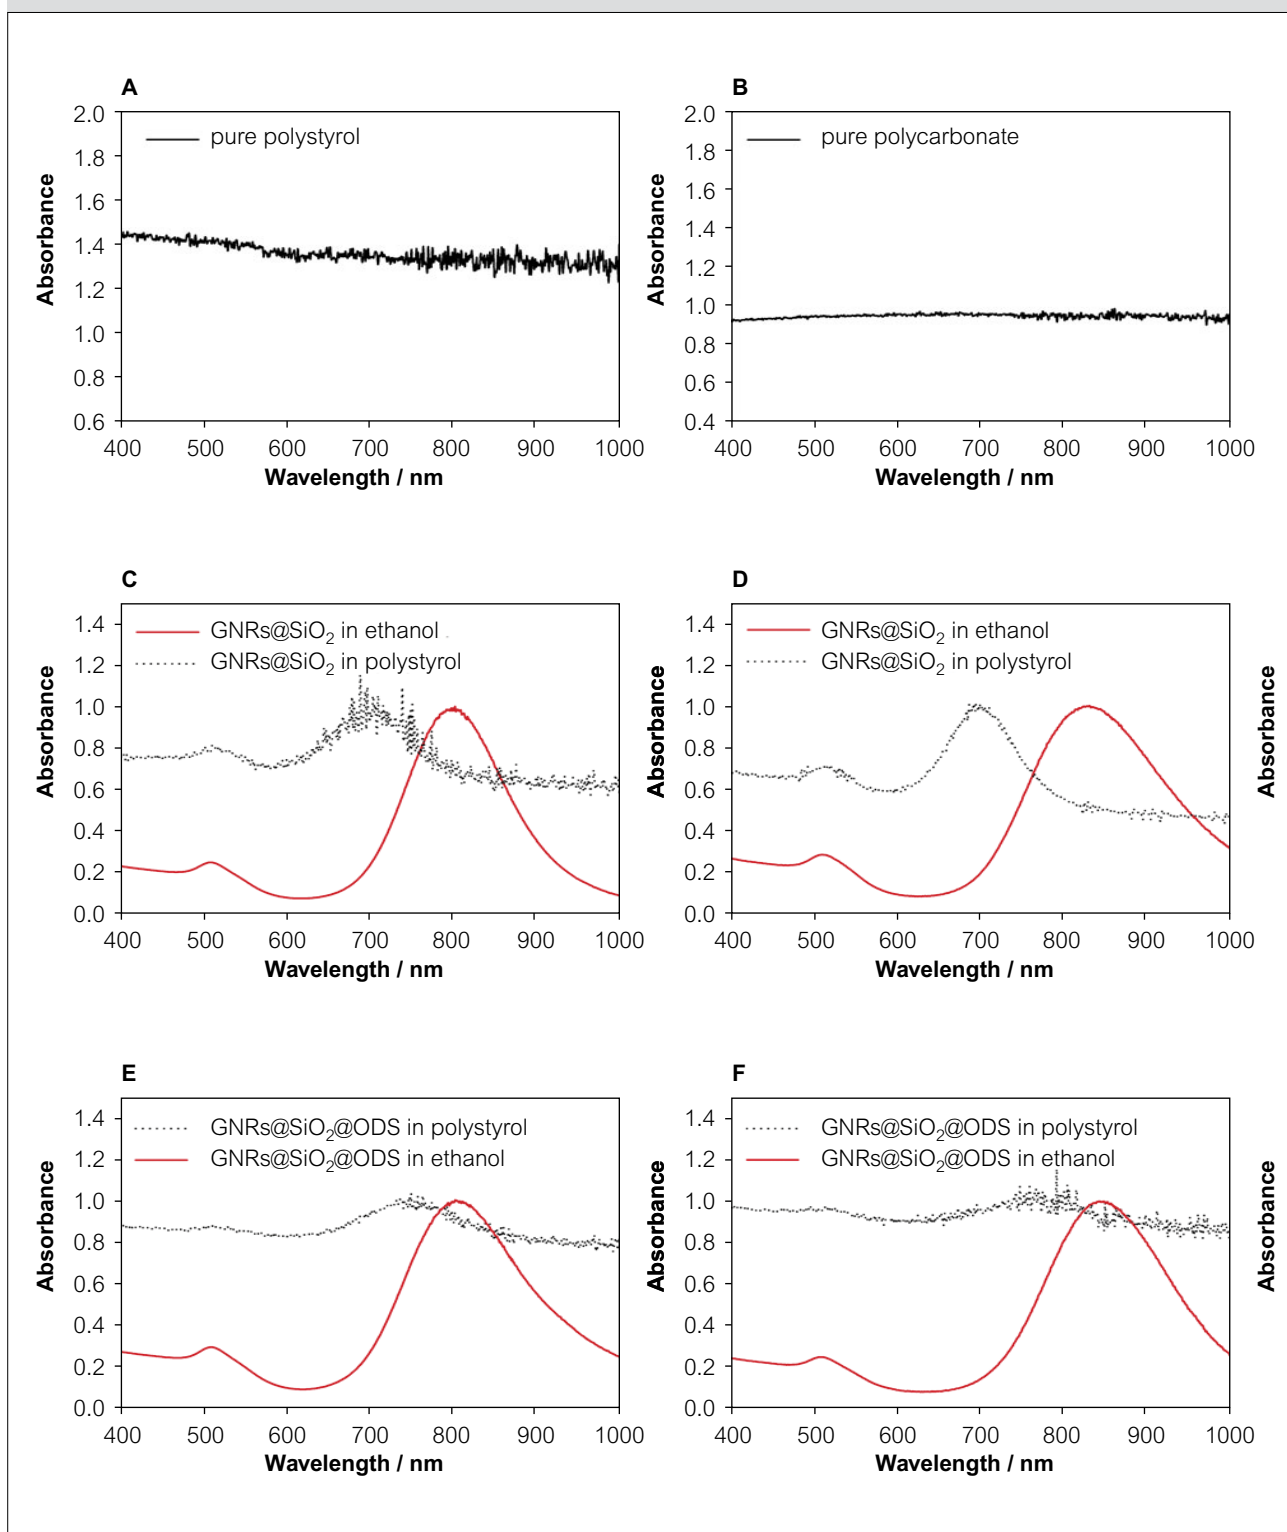 A
2.0
1.8
1.6
1.4
1.2
1.0
0.8
0.6
Absorbance
pure polystyrol
400 500 600 700 800 900 1000
Wavelength / nm
B
2.0
1.8
1.6
1.4
1.2
1.0
0.8
0.6
0.4
Absorbance
pure polycarbonate
400 500 600 700 800 900 1000
Wavelength / nm
C
1.4
1.2
1.0
0.8
0.6
0.4
0.2
0.0
Absorbance
GNRs@SiO₂ in ethanol
GNRs@SiO₂ in polystyrol
400 500 600 700 800 900 1000
Wavelength / nm
D
1.4
1.2
1.0
0.8
0.6
0.4
0.2
0.0
Absorbance
GNRs@SiO₂ in ethanol
GNRs@SiO₂ in polystyrol
400 500 600 700 800 900 1000
Wavelength / nm
Absorbance
E
1.4
1.2
1.0
0.8
0.6
0.4
0.2
0.0
Absorbance
GNRs@SiO₂@ODS in polystyrol
GNRs@SiO₂@ODS in ethanol
400 500 600 700 800 900 1000
Wavelength / nm
F
1.4
1.2
1.0
0.8
0.6
0.4
0.2
0.0
Absorbance
GNRs@SiO₂@ODS in polystyrol
GNRs@SiO₂@ODS in ethanol
400 500 600 700 800 900 1000
Wavelength / nm
Absorbance